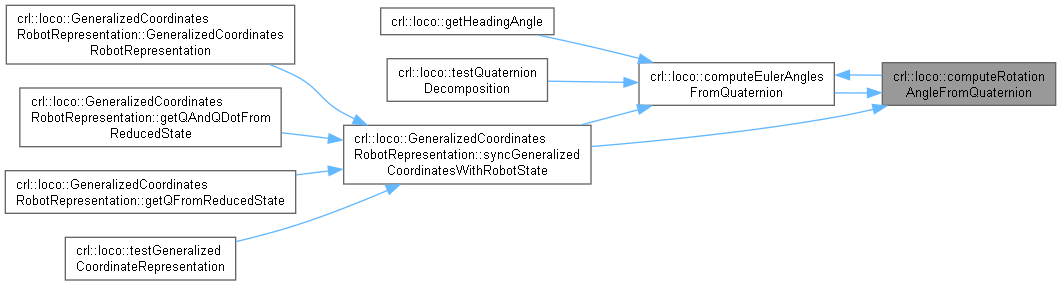 crl::loco::GeneralizedCoordinates
RobotRepresentation::GeneralizedCoordinates
RobotRepresentation
crl::loco::GeneralizedCoordinates
RobotRepresentation::getQAndQDotFrom
ReducedState
crl::loco::GeneralizedCoordinates
RobotRepresentation::getQFromReducedState
crl::loco::testGeneralized
CoordinateRepresentation
crl::loco::getHeadingAngle
crl::loco::testQuaternion
Decomposition
crl::loco::GeneralizedCoordinates
RobotRepresentation::syncGeneralized
CoordinatesWithRobotState
crl::loco::computeEulerAngles
FromQuaternion
crl::loco::computeRotation
AngleFromQuaternion